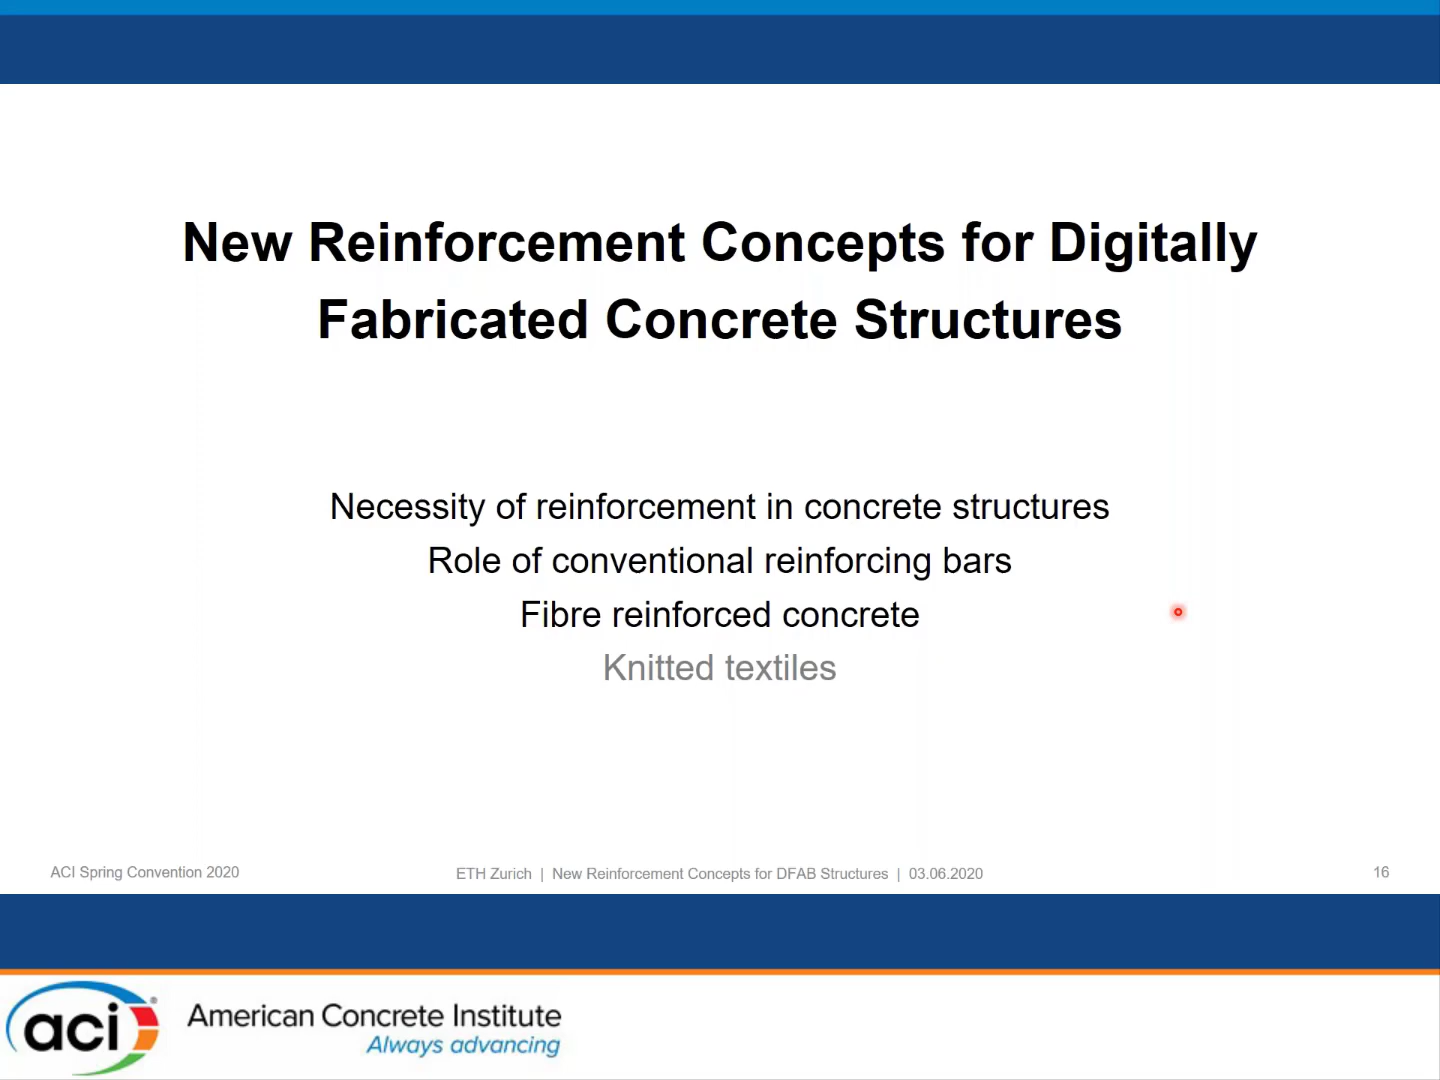 New Reinforcement Concepts for Digitally
Fabricated Concrete Structures
Necessity of reinforcement in concrete structures
Role of conventional reinforcing bars
Fibre reinforced concrete
Knitted textiles
ACI Spring Convention 2020
ETH Zurich | New Reinforcement Concepts for DFAB Structures | 03.06.2020
16
aci®
American Concrete Institute
Always advancing